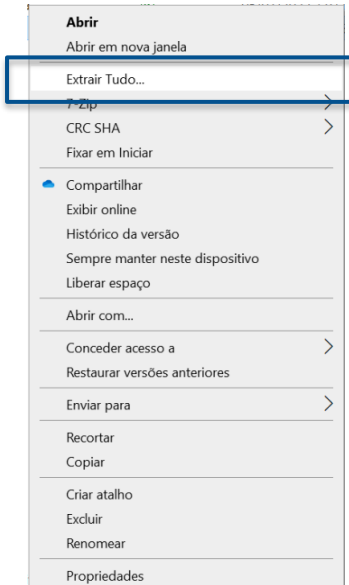 Abrir
Abrir em nova janela
Extrair Tudo...
7-Zip
CRC SHA
Fixar em Iniciar
Compartilhar
Exibir online
Histórico da versão
Sempre manter neste dispositivo
Liberar espaço
Abrir com...
Conceder acesso a
Restaurar versões anteriores
Enviar para
Recortar
Copiar
Criar atalho
Excluir
Renomear
Propriedades